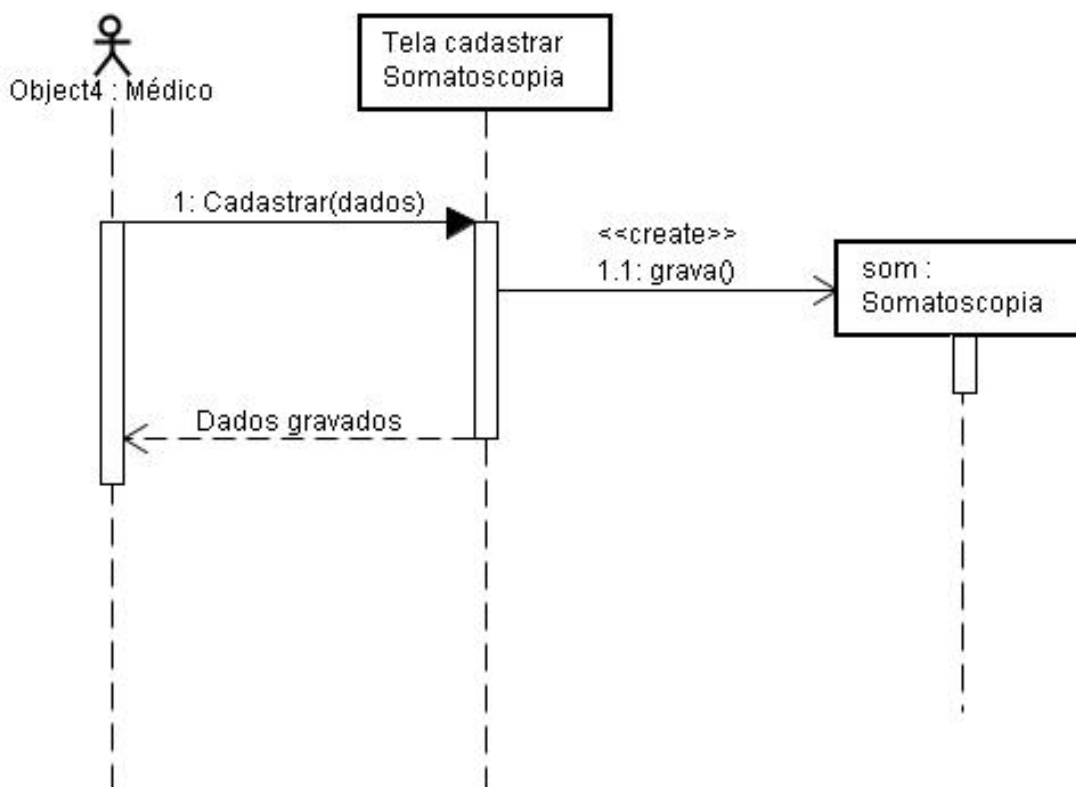 Tela cadastrar
Somatoscopia
Object4 : Médico
1: Cadastrar(dados)
<<create>>
1.1: grava()
som :
Somatoscopia
Dados gravados